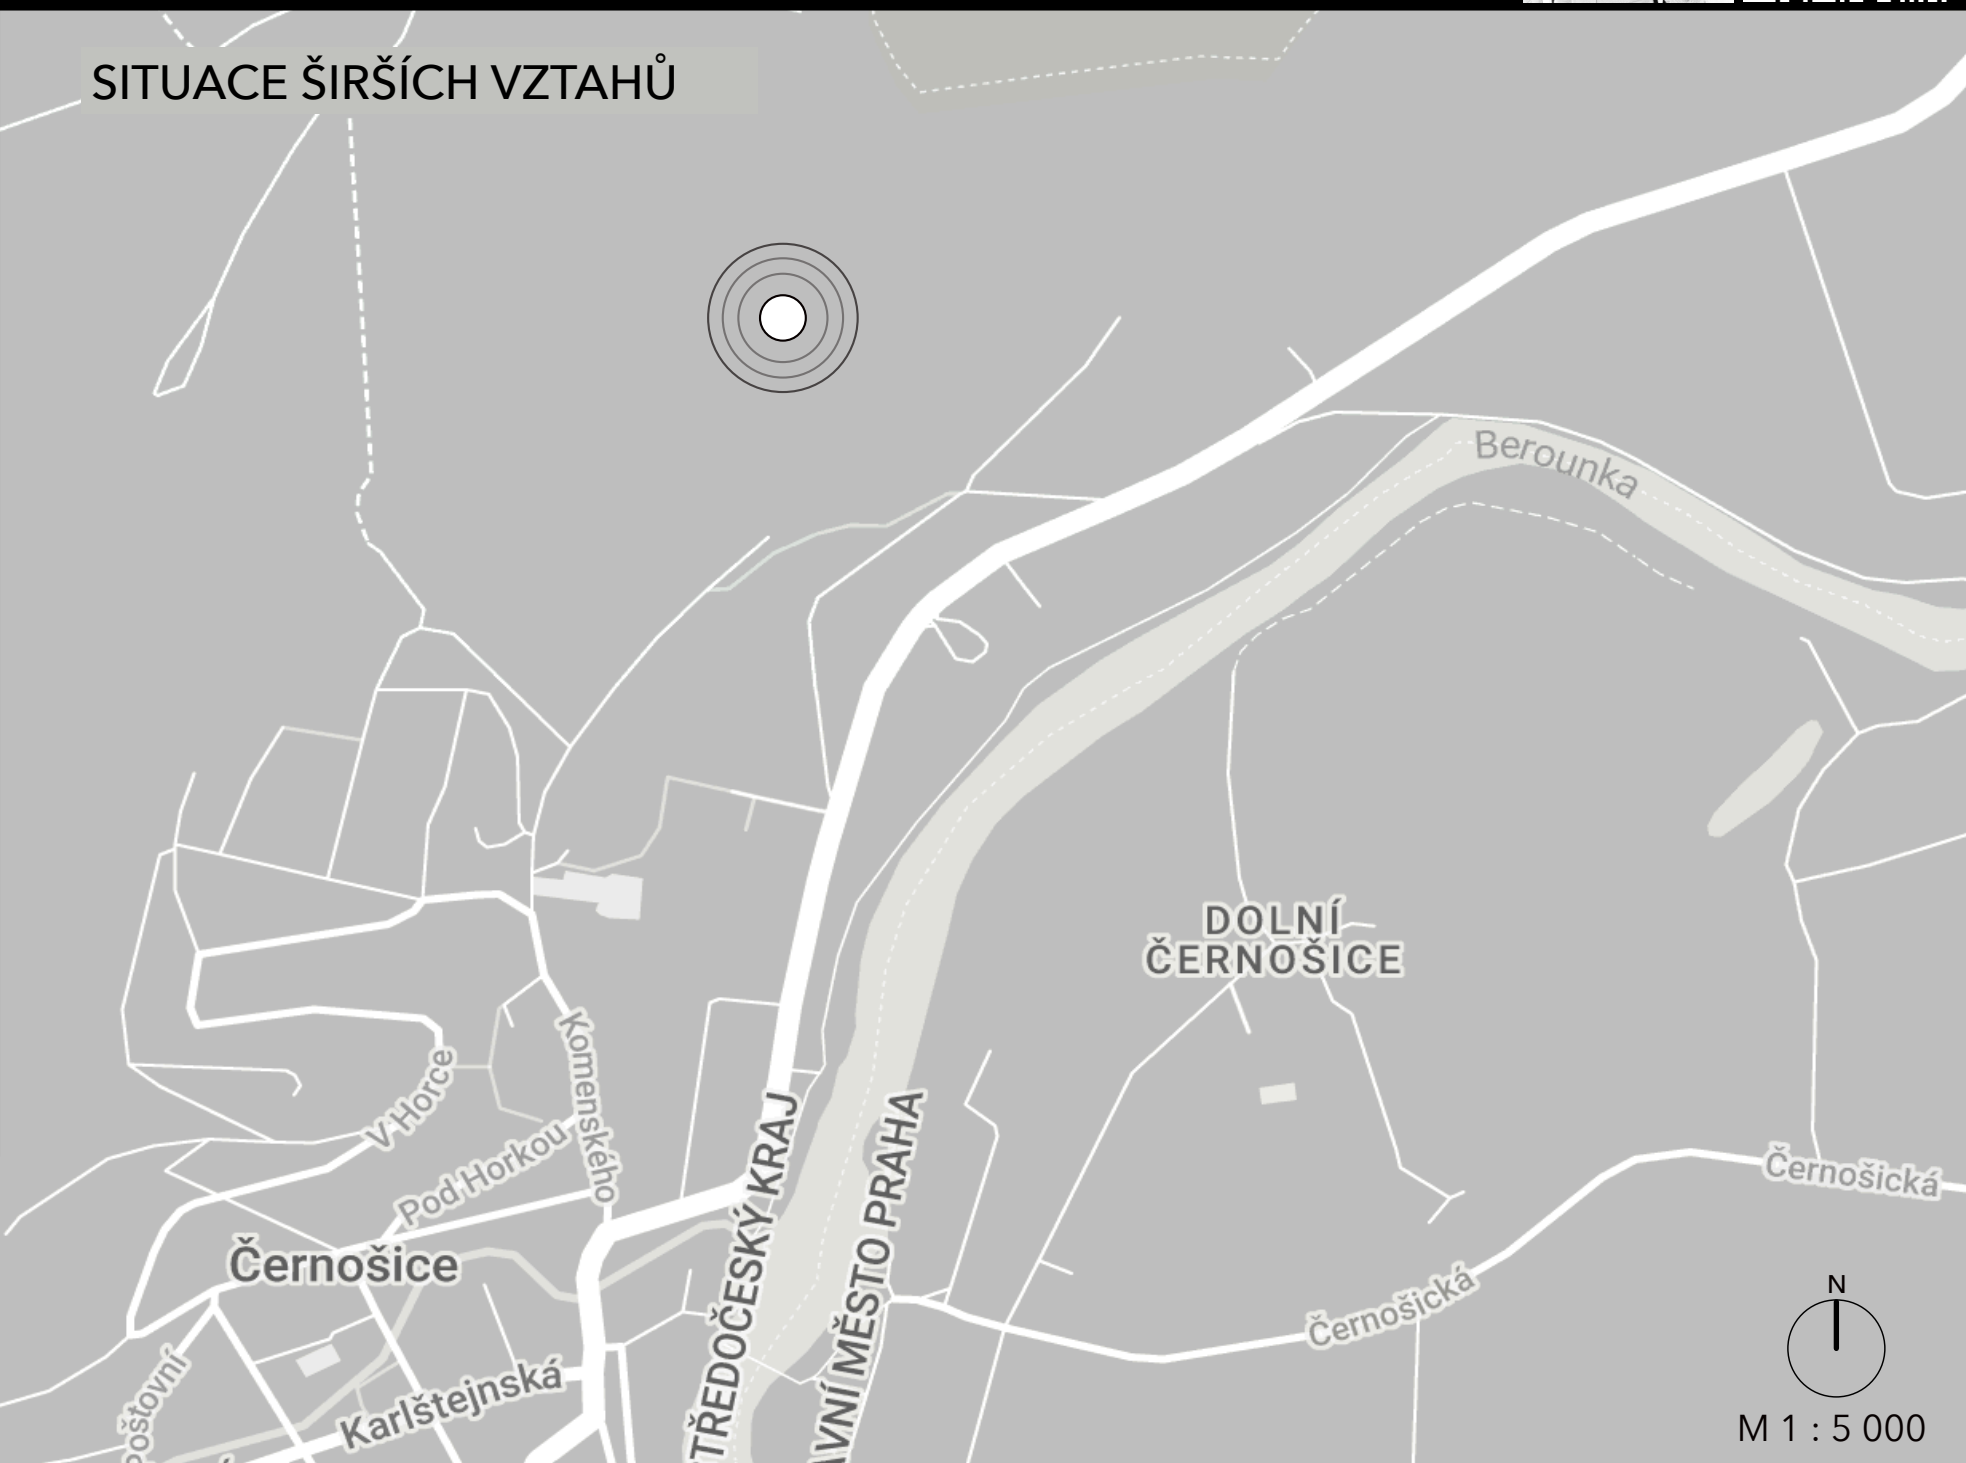 SITUACE ŠIRŠÍCH VZTAHŮ
Berounka
DOLNÍ
ČERNOŠICE
Komenského
V Horce
Pod Horkou
STŘEDOČESKÝ KRAJ
HLAVNÍ MĚSTO PRAHA
Černošická
Černošice
Černošická
Poštovní
Karlštejnská
N
M 1 : 5 000